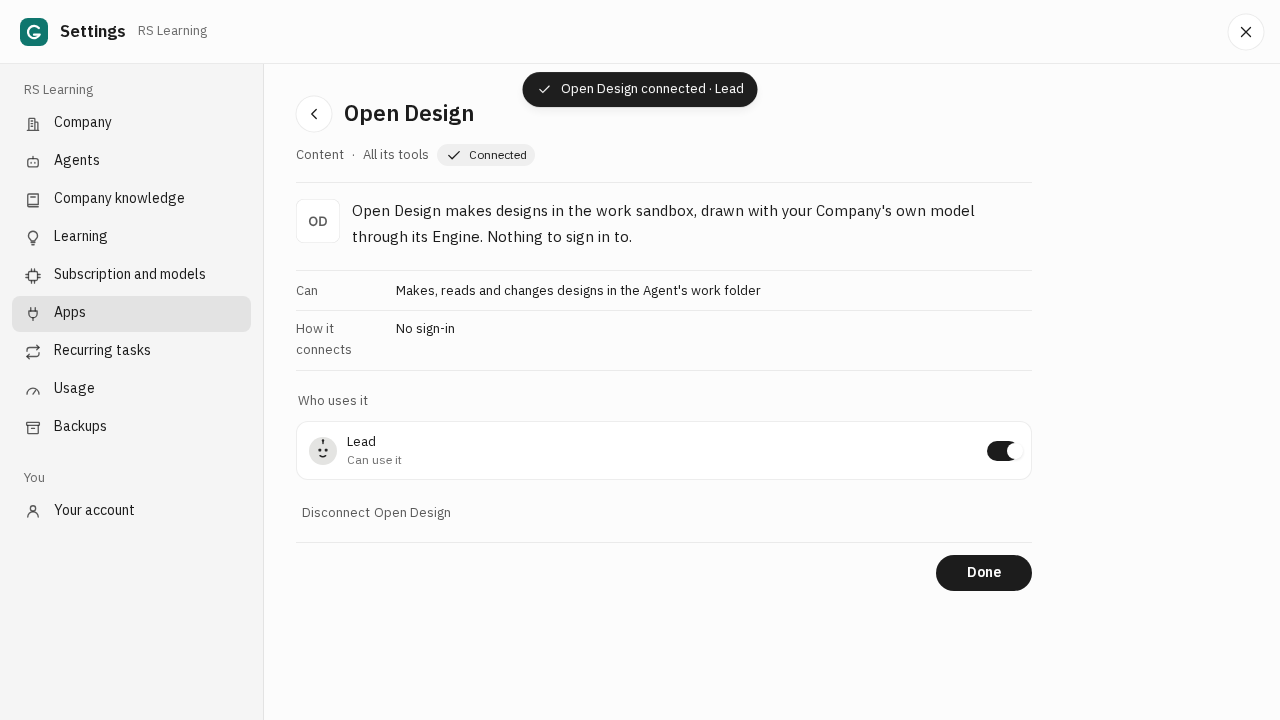 Settings RS Learning
Open Design connected · Lead
RS Learning
Company
Agents
Company knowledge
Learning
Subscription and models
Apps
Recurring tasks
Usage
Backups
You
Your account
Open Design
Content · All its tools Connected
OD
Open Design makes designs in the work sandbox, drawn with your Company's own model
through its Engine. Nothing to sign in to.
Can Makes, reads and changes designs in the Agent's work folder
How it No sign-in
connects
Who uses it
Lead
Can use it
Disconnect Open Design
Done